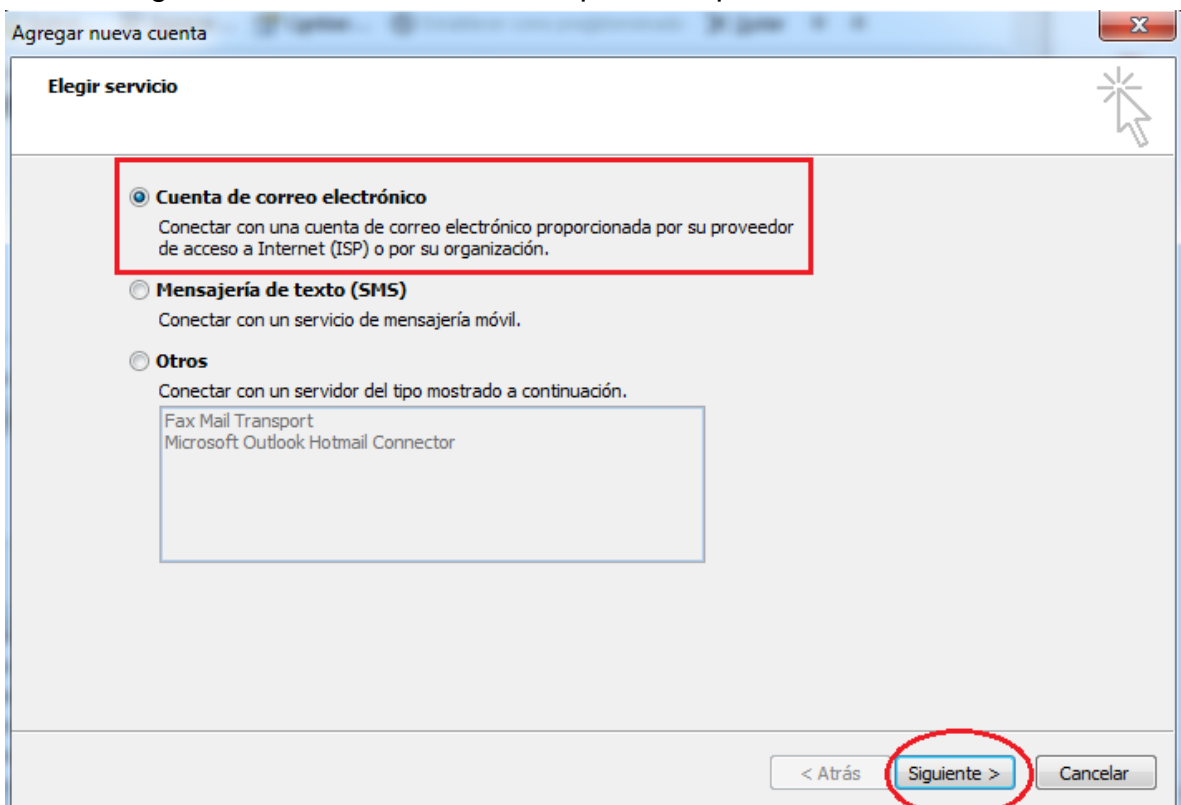 Agregar nueva cuenta
Elegir servicio
Cuenta de correo electrónico
Conectar con una cuenta de correo electrónico proporcionada por su proveedor
de acceso a Internet (ISP) o por su organización.
Mensajería de texto (SMS)
Conectar con un servicio de mensajería móvil.
Otros
Conectar con un servidor del tipo mostrado a continuación.
Fax Mail Transport
Microsoft Outlook Hotmail Connector
< Atrás Siguiente > Cancelar